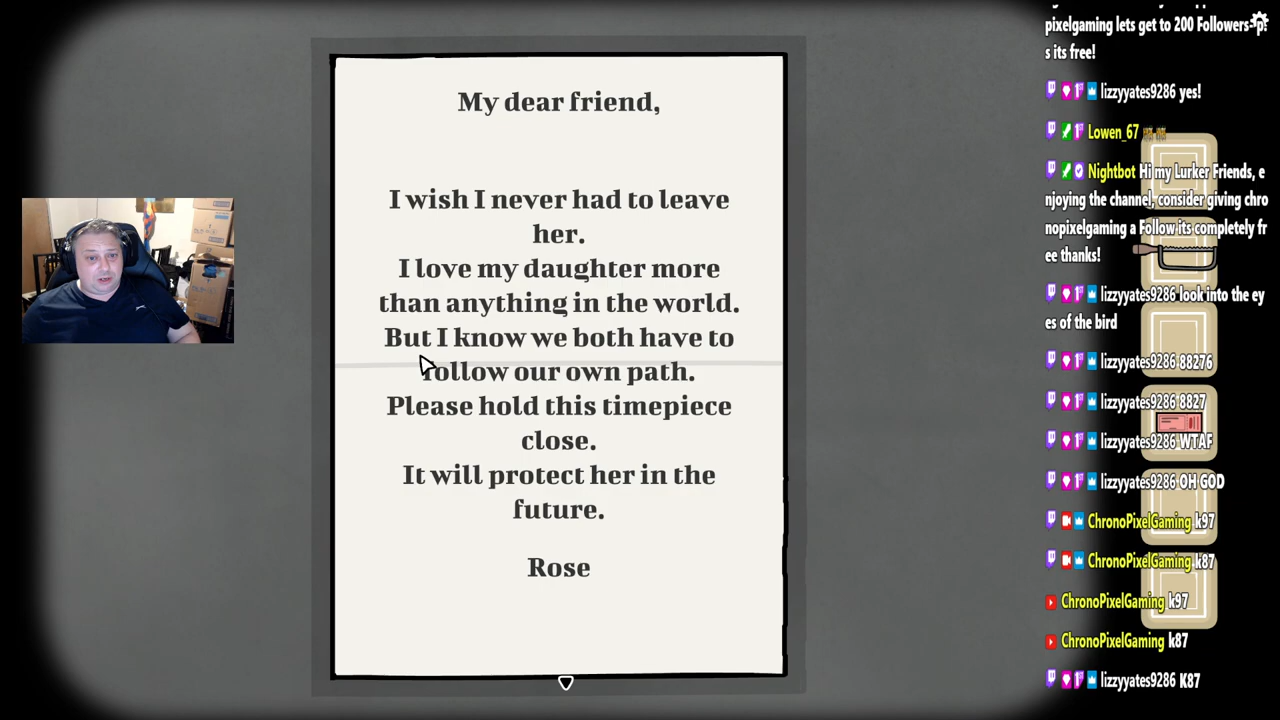 My dear friend,
I wish I never had to leave
her.
I love my daughter more
than anything in the world.
But I know we both have to
follow our own path.
Please hold this timepiece
close.
It will protect her in the
future.
Rose
pixelgaming lets get to 200 Followers-p
s its free!
lizzyyates9286 yes!
Lowen_67
Nightbot Hi my Lurker Friends, e
njoying the channel, consider giving chro
nopixelgaming a Follow its completely fr
ee thanks!
lizzyyates9286 look into the ey
es of the bird
lizzyyates9286 88276
lizzyyates9286 8827
lizzyyates9286 WTAF
lizzyyates9286 OH GOD
ChronoPixelGaming k97
ChronoPixelGaming k87
ChronoPixelGaming k97
ChronoPixelGaming k87
lizzyyates9286 K87